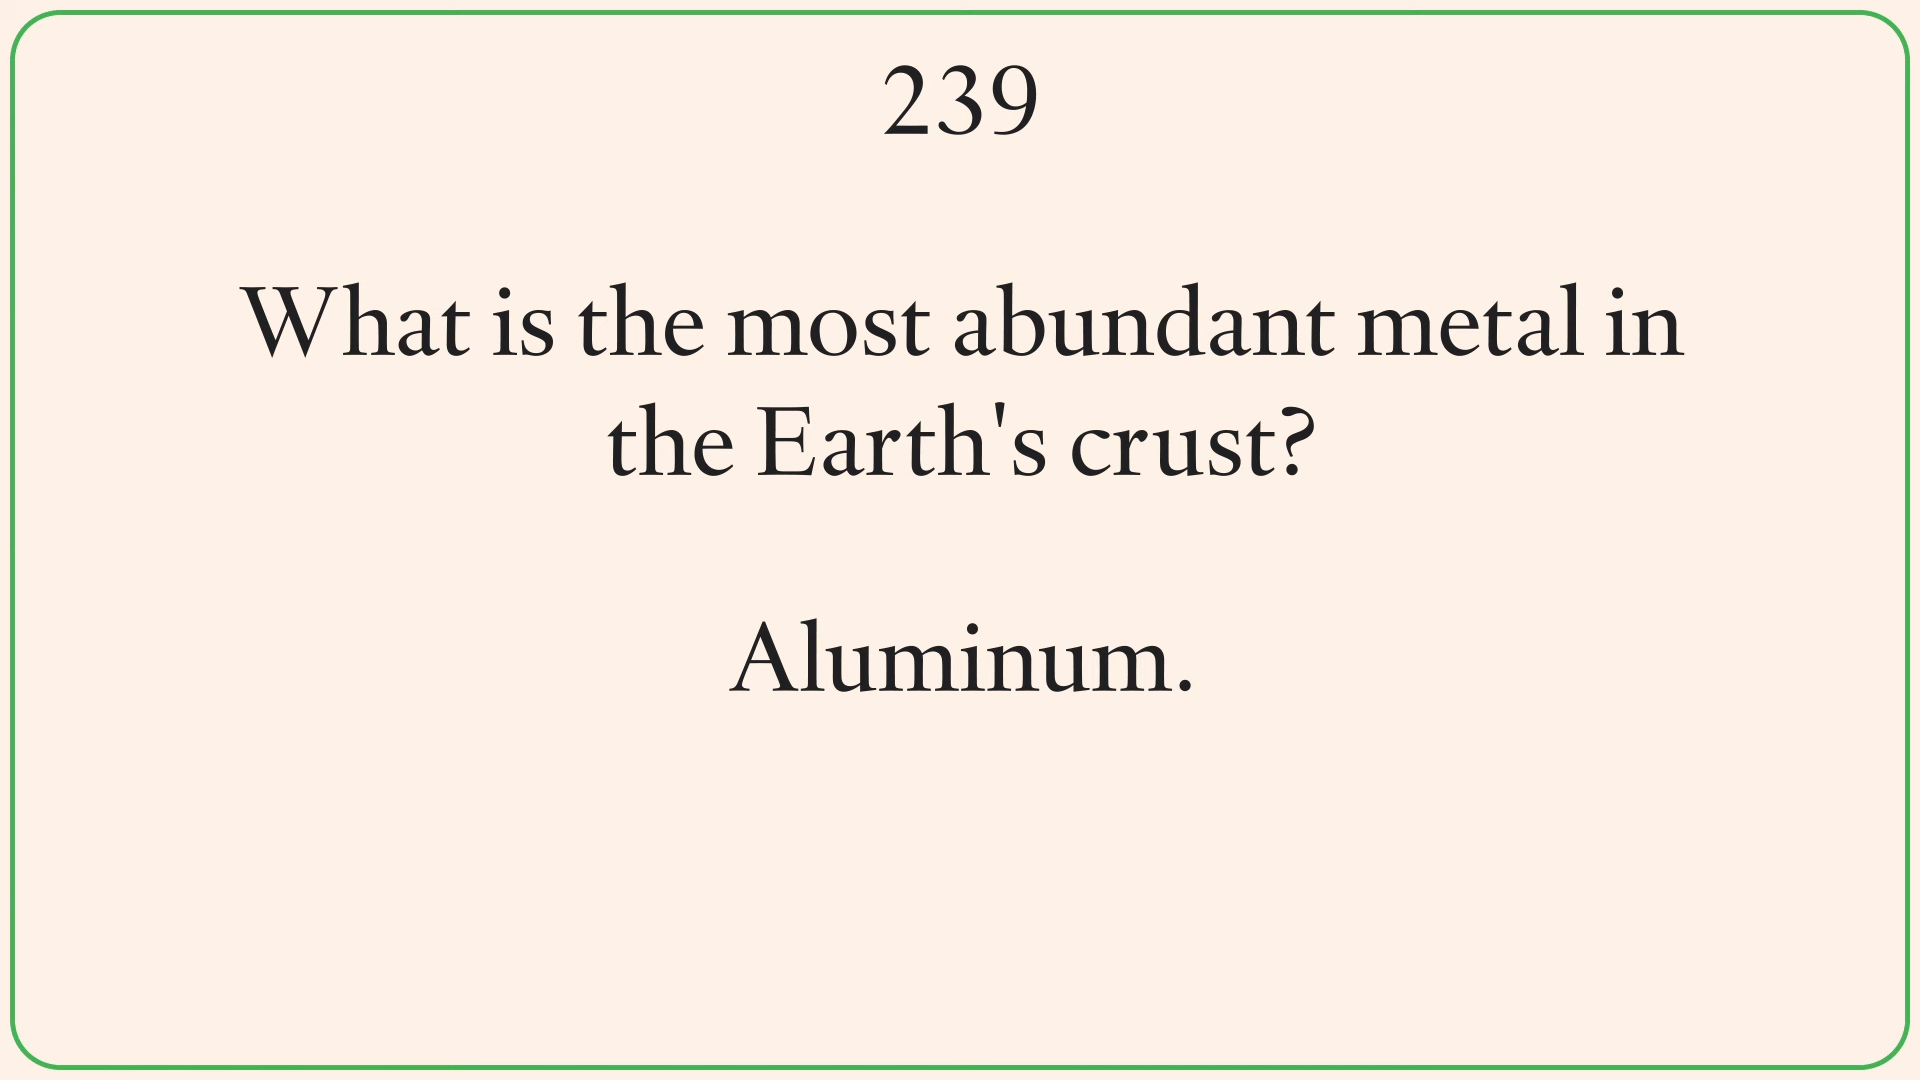 239
What is the most abundant metal in
the Earth's crust?
Aluminum.